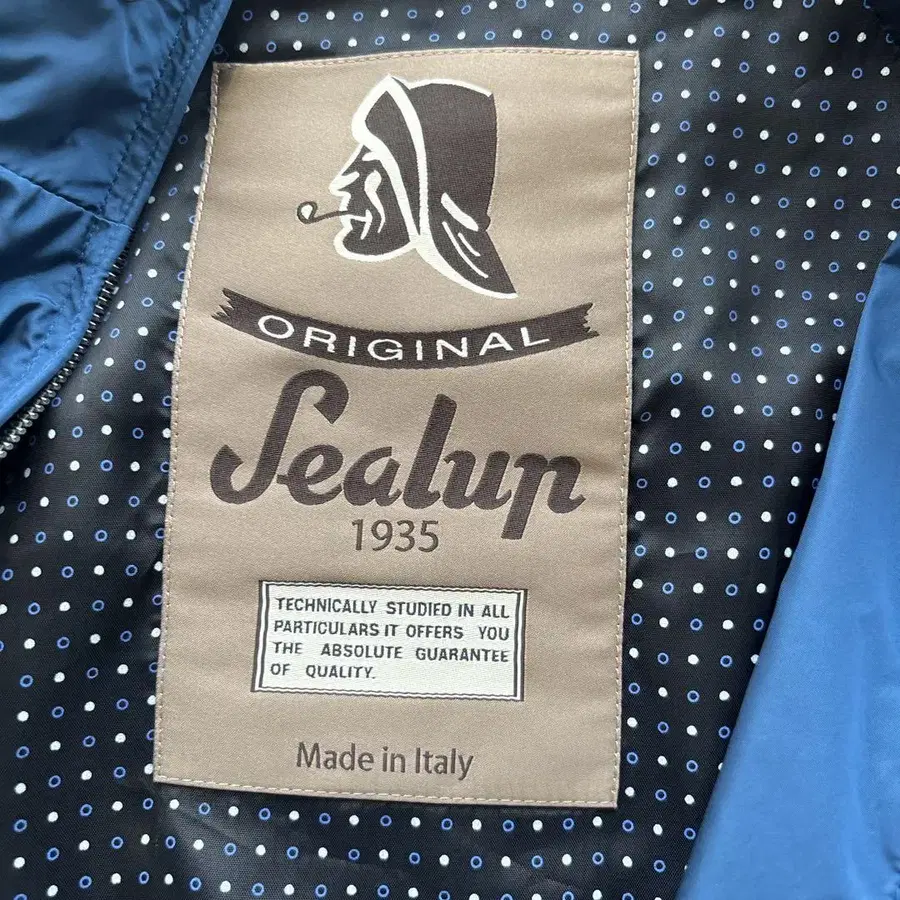 ORIGINAL
Sealup
1935
TECHNICALLY STUDIED IN ALL
PARTICULARS IT OFFERS YOU
THE ABSOLUTE GUARANTEE
OF QUALITY.
Made in Italy